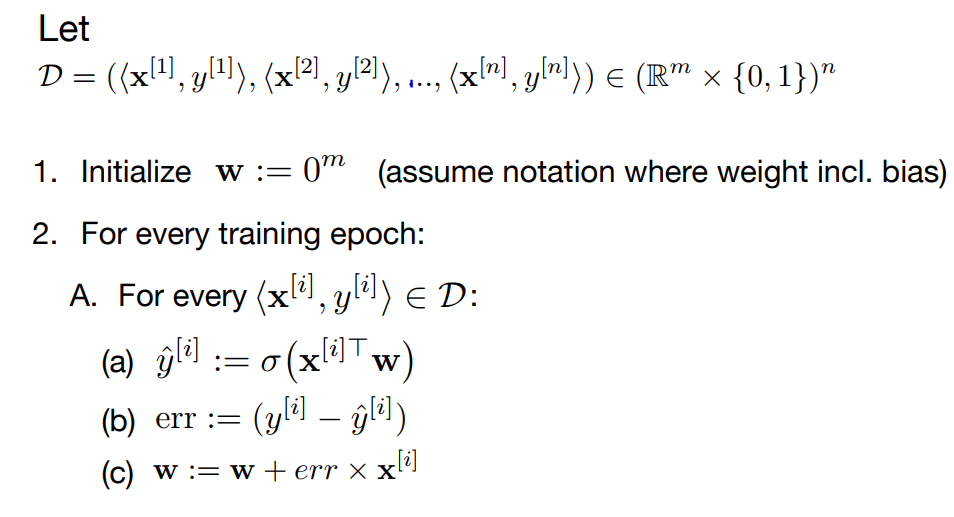 Let
𝒟 = (⟨𝐱^[1], y^[1]⟩, ⟨𝐱^[2], y^[2]⟩, ..., ⟨𝐱^[n], y^[n]⟩) ∈ (ℝ^m × {0, 1})^n
1. Initialize 𝐰 := 0^m (assume notation where weight incl. bias)
2. For every training epoch:
A. For every ⟨𝐱^[i], y^[i]⟩ ∈ 𝒟:
(a) ŷ^[i] := σ(𝐱^[i]⊤ 𝐰)
(b) err := (y^[i] − ŷ^[i])
(c) 𝐰 := 𝐰 + err × 𝐱^[i]